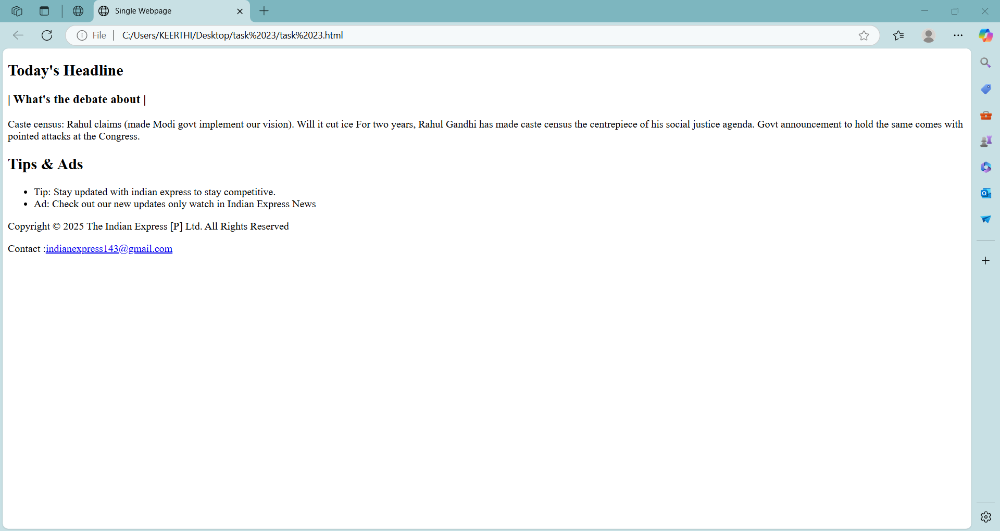 Single Webpage
File
C:/Users/KEERTHI/Desktop/task%2023/task%2023.html
Today's Headline
| What's the debate about |
Caste census: Rahul claims (made Modi govt implement our vision). Will it cut ice For two years, Rahul Gandhi has made caste census the centrepiece of his social justice agenda. Govt announcement to hold the same comes with
pointed attacks at the Congress.
Tips & Ads
• Tip: Stay updated with indian express to stay competitive.
• Ad: Check out our new updates only watch in Indian Express News
Copyright © 2025 The Indian Express [P] Ltd. All Rights Reserved
Contact :indianexpress143@gmail.com